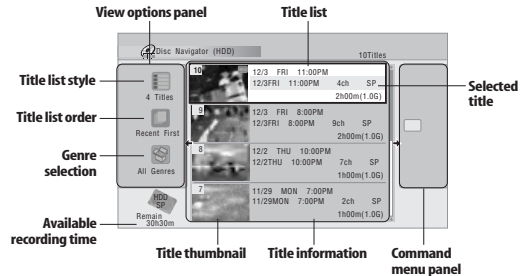 View options panel
Title list
Disc Navigator (HDD)
10Titles
Title list style
4 Titles
Title list order
Recent First
Genre
selection
All Genres
HDD
SP
Remain
30h30m
Available
recording time
10
12/3 FRI 11:00PM
12/3FRI 11:00PM 4ch SP
2h00m(1.0G)
Selected
title
9
12/3 FRI 8:00PM
12/3FRI 8:00PM 9ch SP
2h00m(1.0G)
8
12/2 THU 10:00PM
12/2THU 10:00PM 7ch SP
1h00m(1.0G)
7
11/29 MON 7:00PM
11/29MON 7:00PM 2ch SP
1h00m(1.0G)
Title thumbnail
Title information
Command
menu panel